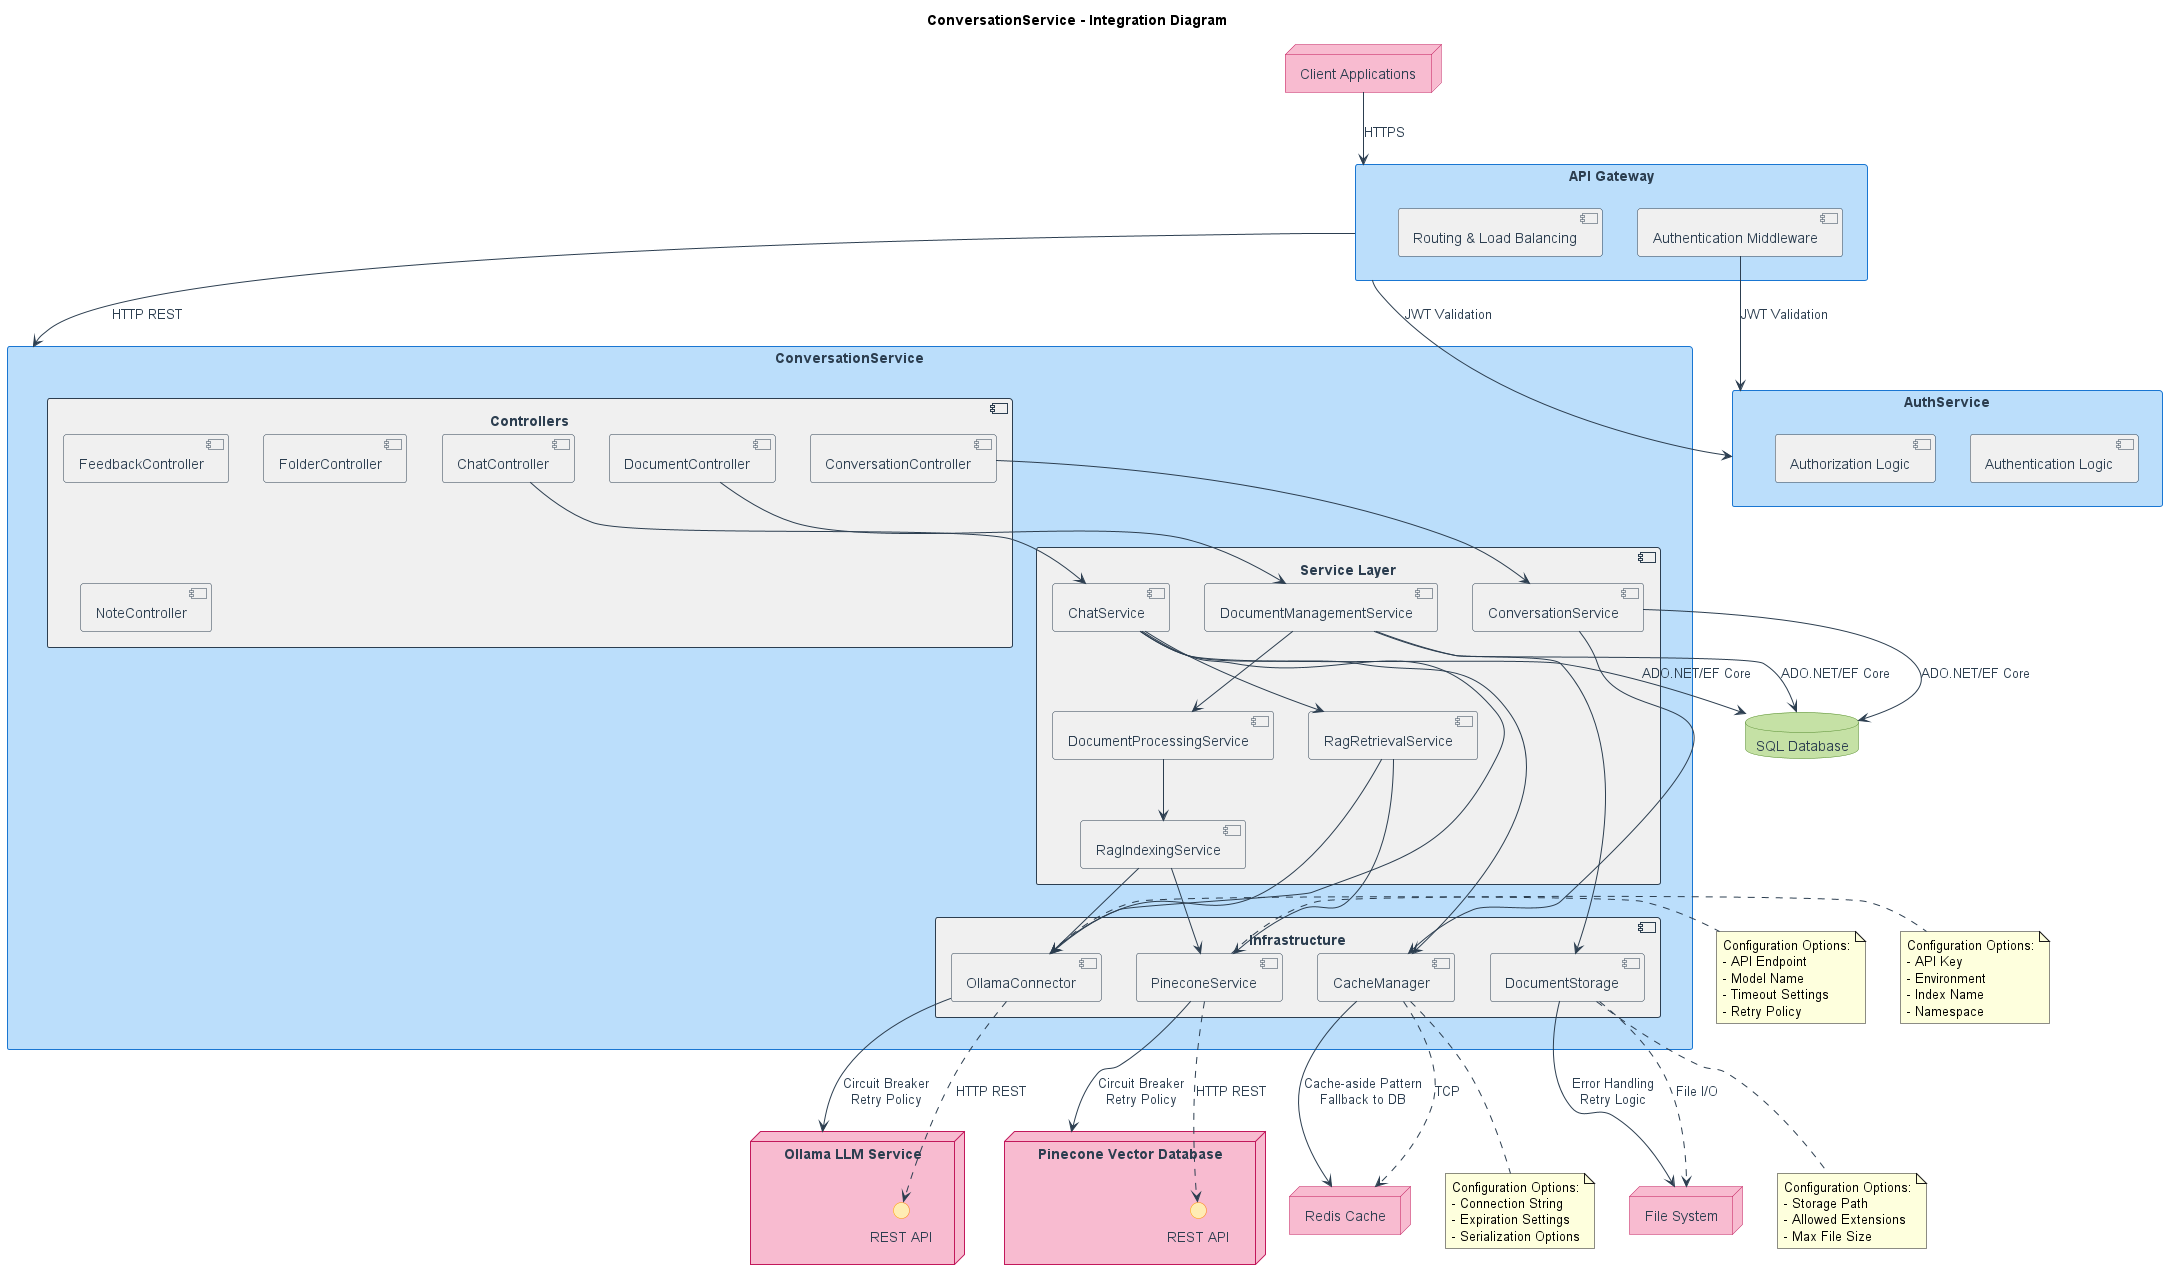 ConversationService - Integration Diagram
Client Applications
HTTPS
API Gateway
Routing & Load Balancing
Authentication Middleware
HTTP REST
JWT Validation
JWT Validation
ConversationService
AuthService
Authorization Logic
Authentication Logic
Controllers
FeedbackController
FolderController
ChatController
DocumentController
ConversationController
NoteController
Service Layer
ChatService
DocumentManagementService
ConversationService
ADO.NET/EF Core
ADO.NET/EF Core
ADO.NET/EF Core
DocumentProcessingService
RagRetrievalService
SQL Database
RagIndexingService
Infrastructure
OllamaConnector
PineconeService
CacheManager
DocumentStorage
Configuration Options:
- API Endpoint
- Model Name
- Timeout Settings
- Retry Policy
Configuration Options:
- API Key
- Environment
- Index Name
- Namespace
Circuit Breaker
Retry Policy
HTTP REST
Circuit Breaker
Retry Policy
HTTP REST
Cache-aside Pattern
Fallback to DB
TCP
Error Handling
Retry Logic
File I/O
Ollama LLM Service
REST API
Pinecone Vector Database
REST API
Redis Cache
Configuration Options:
- Connection String
- Expiration Settings
- Serialization Options
File System
Configuration Options:
- Storage Path
- Allowed Extensions
- Max File Size